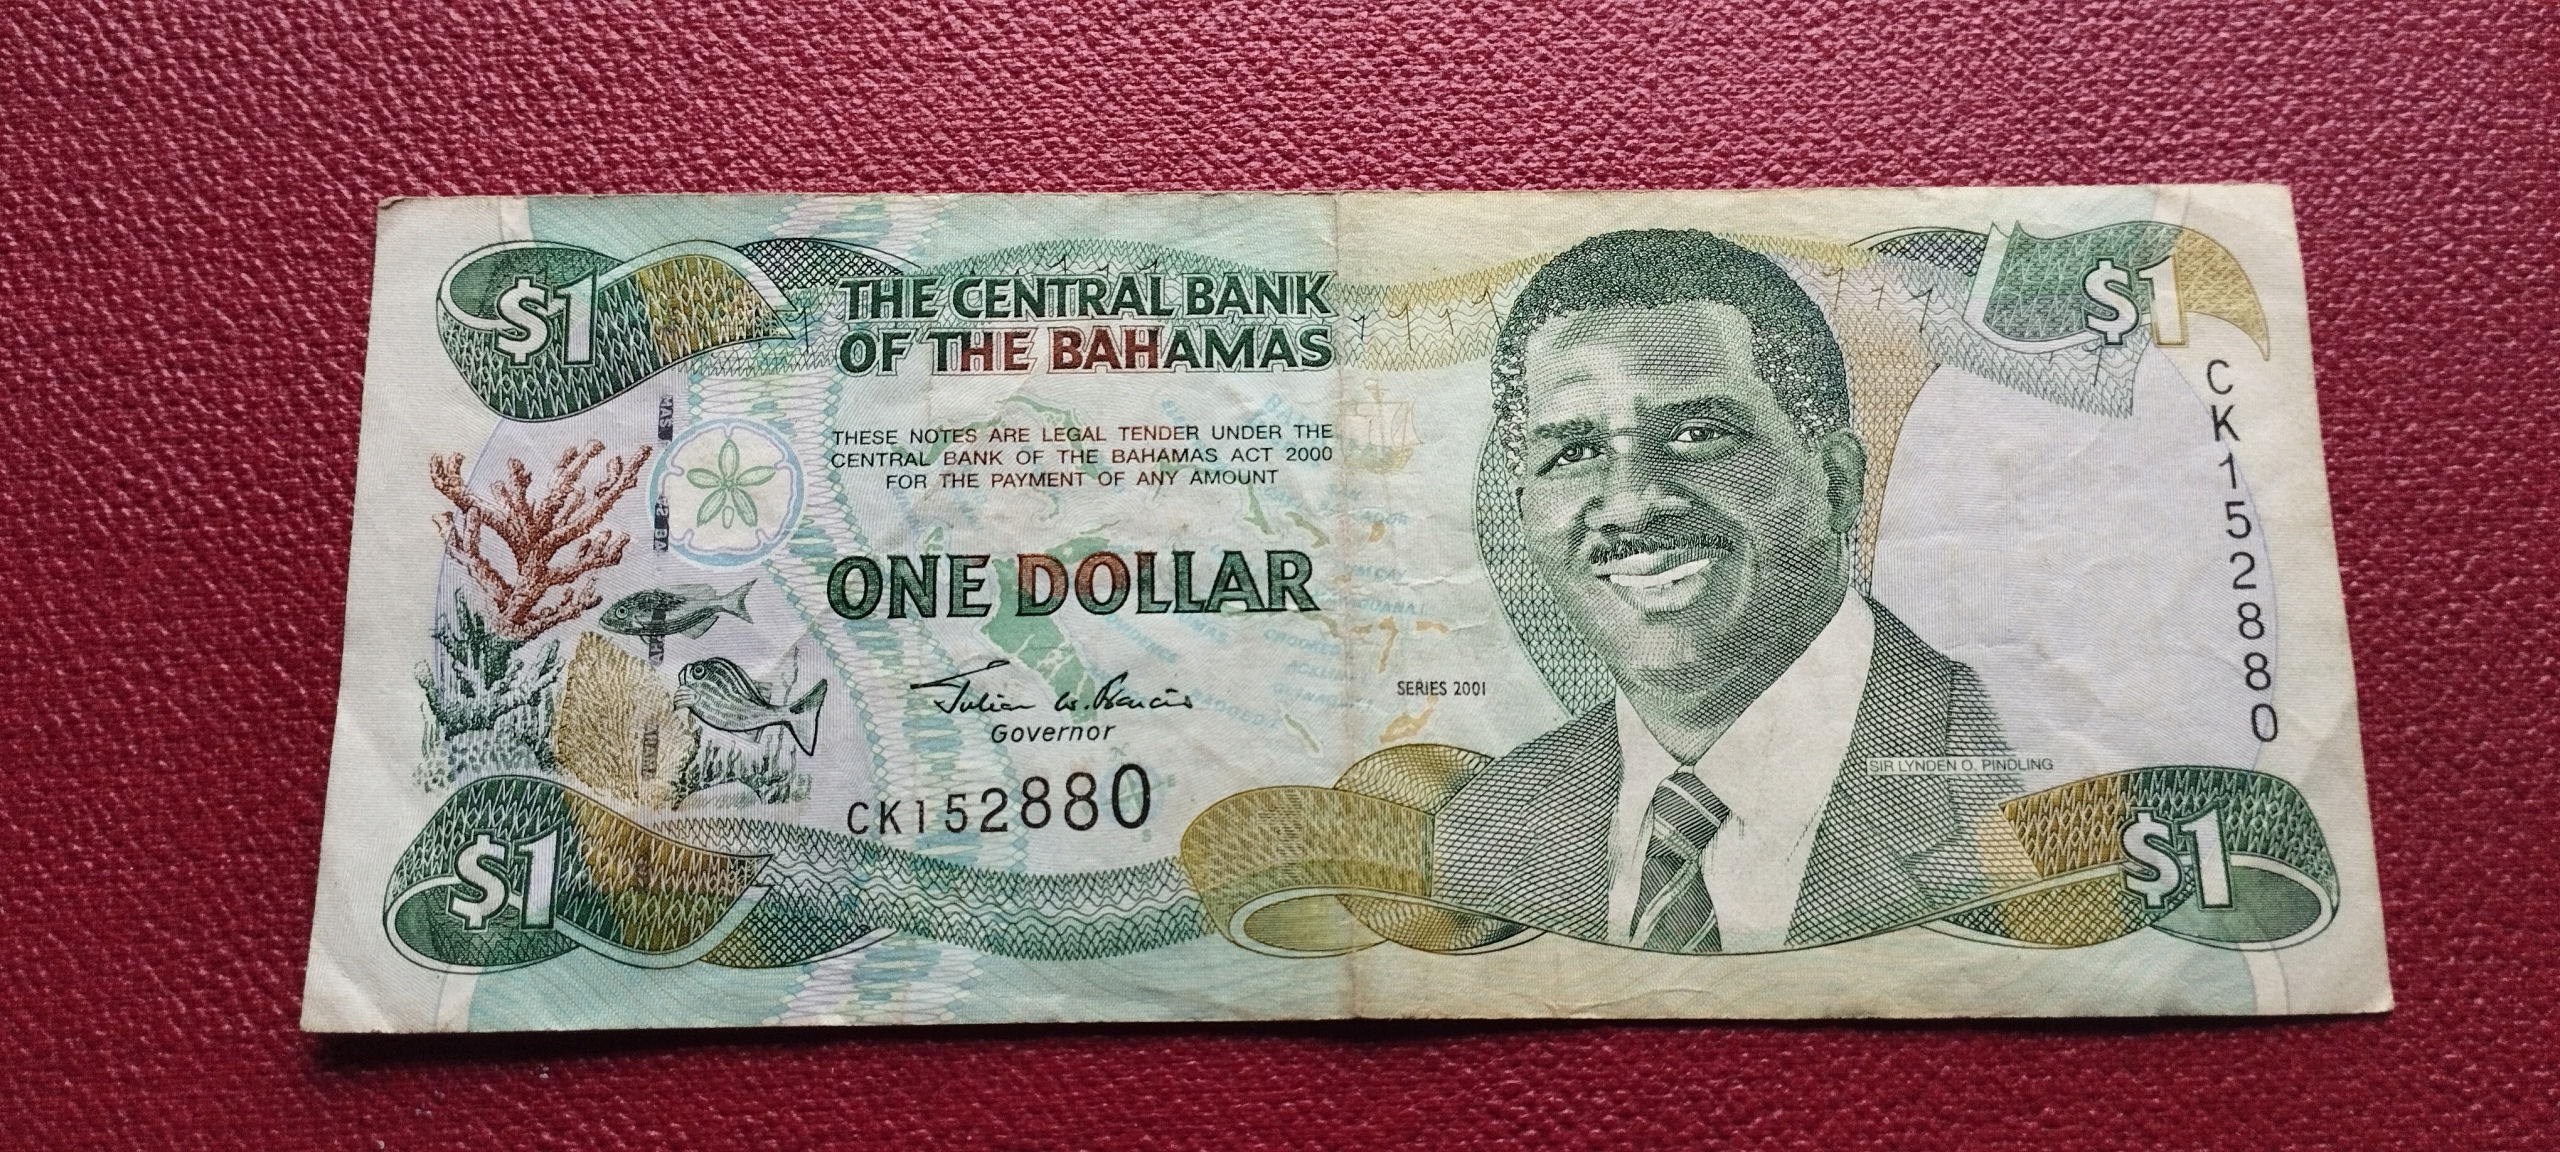 $1
THE CENTRAL BANK
OF THE BAHAMAS
$1
CK152880
THESE NOTES ARE LEGAL TENDER UNDER THE
CENTRAL BANK OF THE BAHAMAS ACT 2000
FOR THE PAYMENT OF ANY AMOUNT
ONE DOLLAR
Julian W. Francis
Governor
SERIES 2001
SIR LYNDEN O. PINDLING
CK152880
$1
$1